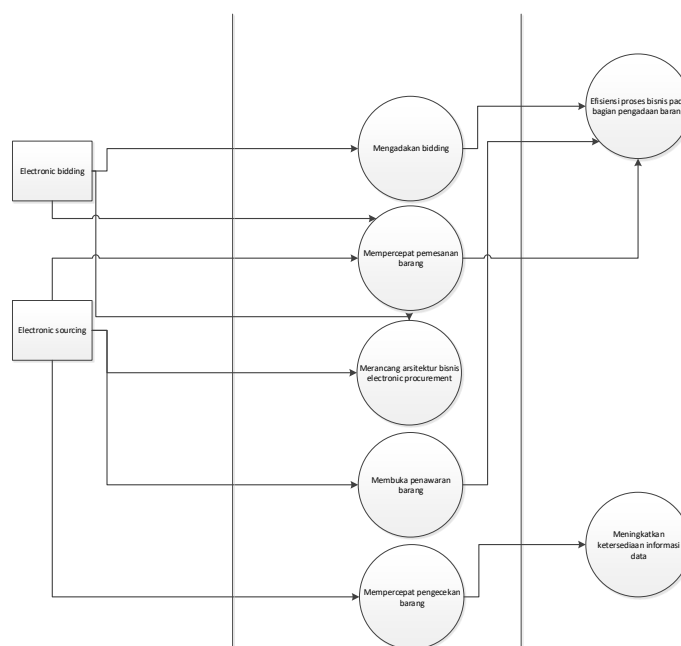 Electronic bidding
Electronic sourcing
Mengadakan bidding
Mempercepat pemesanan
barang
Merancang arsitektur bisnis
electronic procurement
Membuka penawaran
barang
Mempercepat pengecekan
barang
Efisiensi proses bisnis pad
bagian pengadaan baran
Meningkatkan
ketersediaan informasi
data